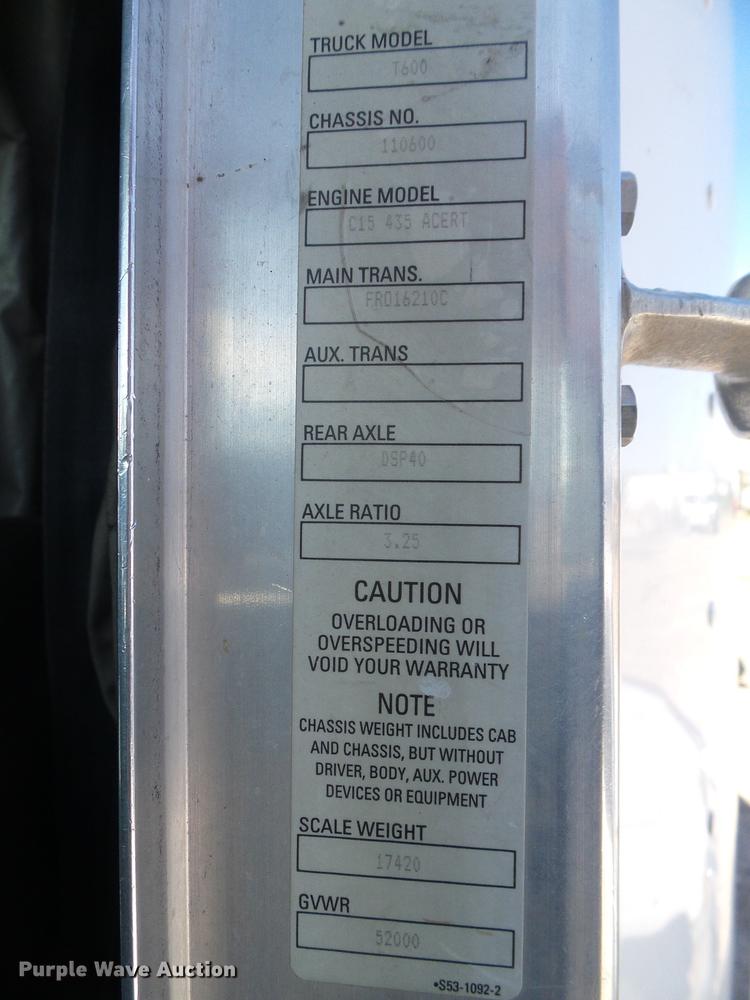 TRUCK MODEL
T600
CHASSIS NO.
110600
ENGINE MODEL
C15 435 ACERT
MAIN TRANS.
FRO16210C
AUX. TRANS
REAR AXLE
DSP40
AXLE RATIO
3.25
CAUTION
OVERLOADING OR
OVERSPEEDING WILL
VOID YOUR WARRANTY
NOTE
CHASSIS WEIGHT INCLUDES CAB
AND CHASSIS, BUT WITHOUT
DRIVER, BODY, AUX. POWER
DEVICES OR EQUIPMENT
SCALE WEIGHT
17420
GVWR
52000
•S53-1092-2
Purple Wave Auction